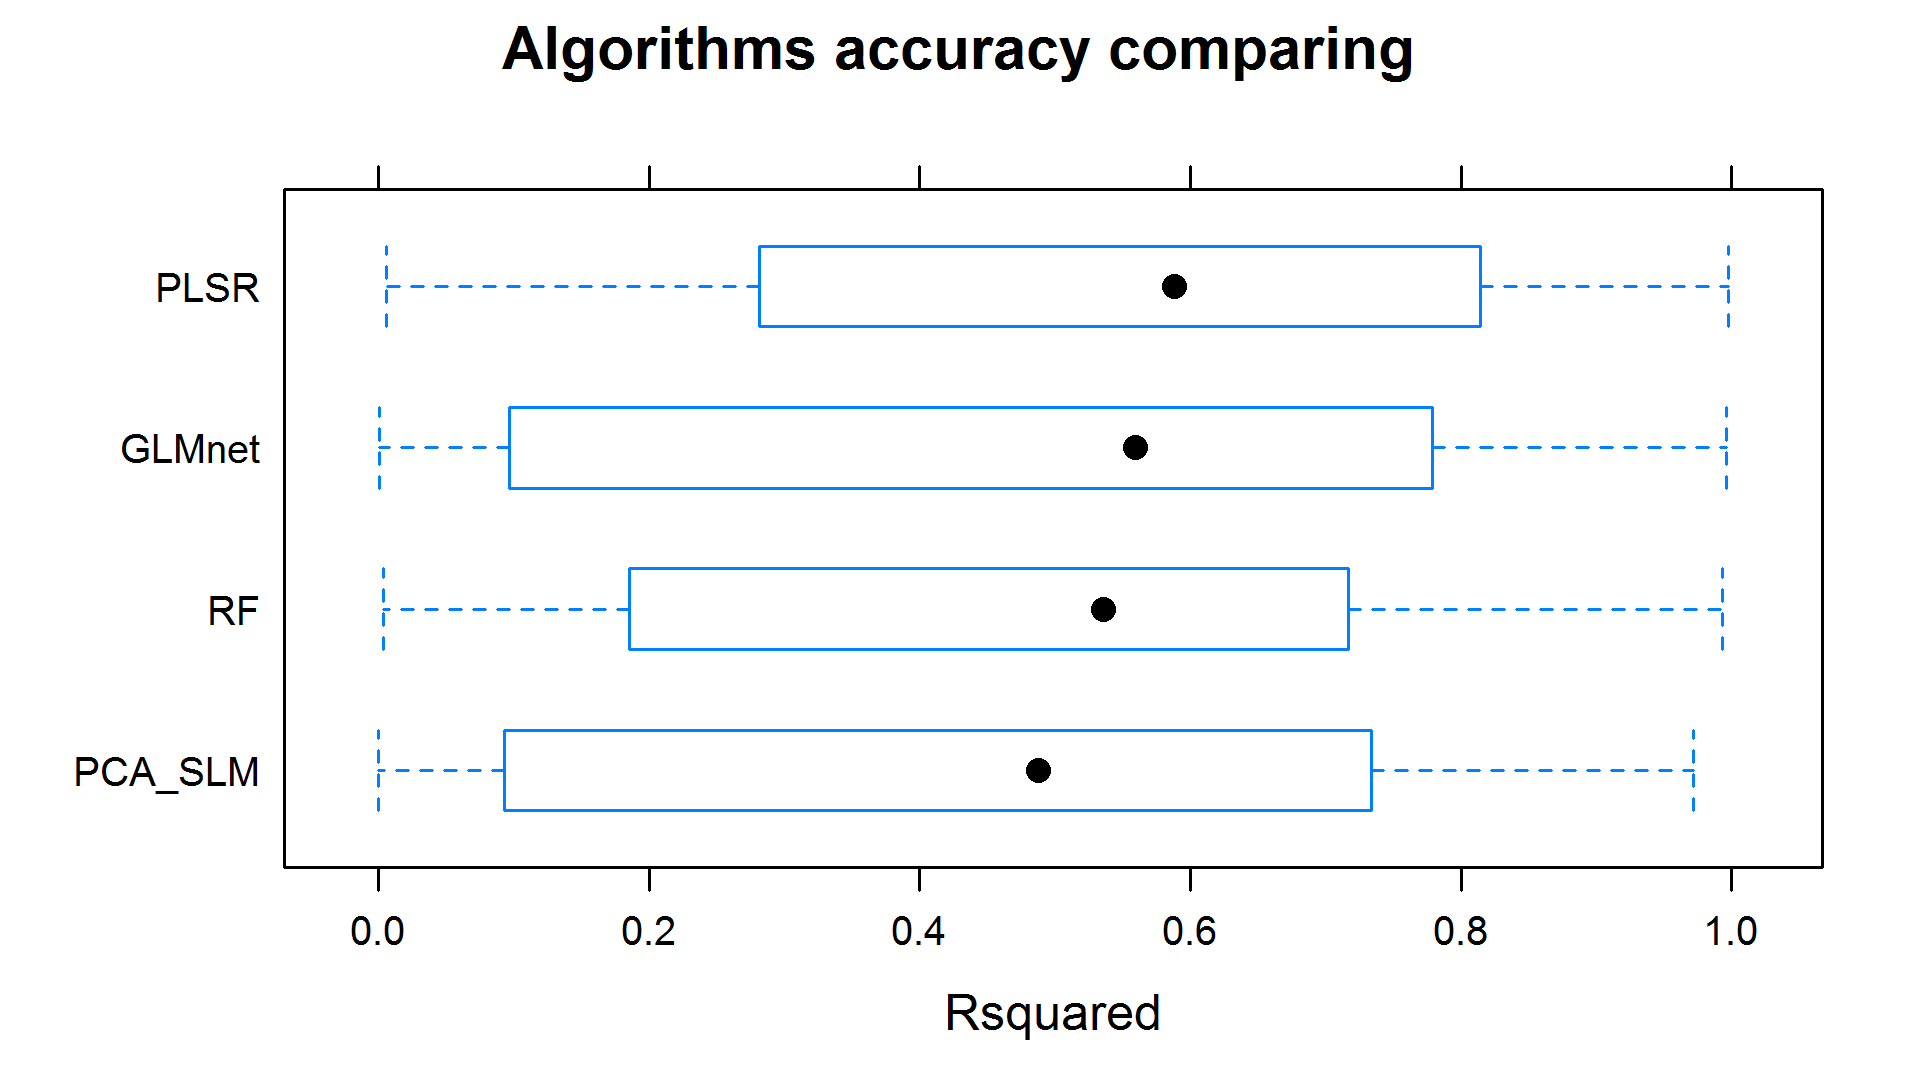 Algorithms accuracy comparing
PLSR
GLMnet
RF
PCA_SLM
0.0 0.2 0.4 0.6 0.8 1.0
Rsquared